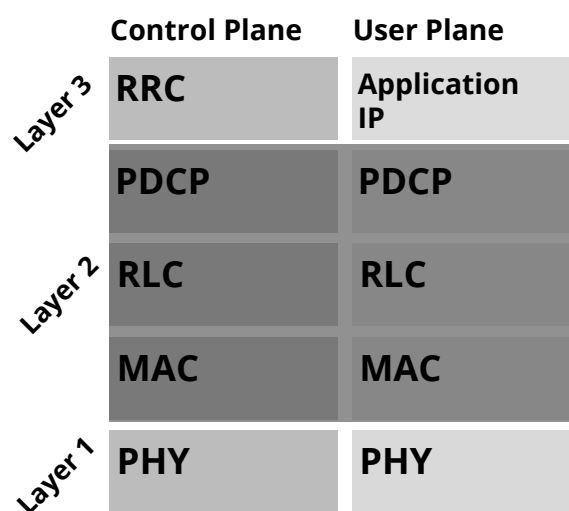 Control Plane
User Plane
Layer 3
RRC
Application
IP
Layer 2
PDCP
PDCP
RLC
RLC
MAC
MAC
Layer 1
PHY
PHY